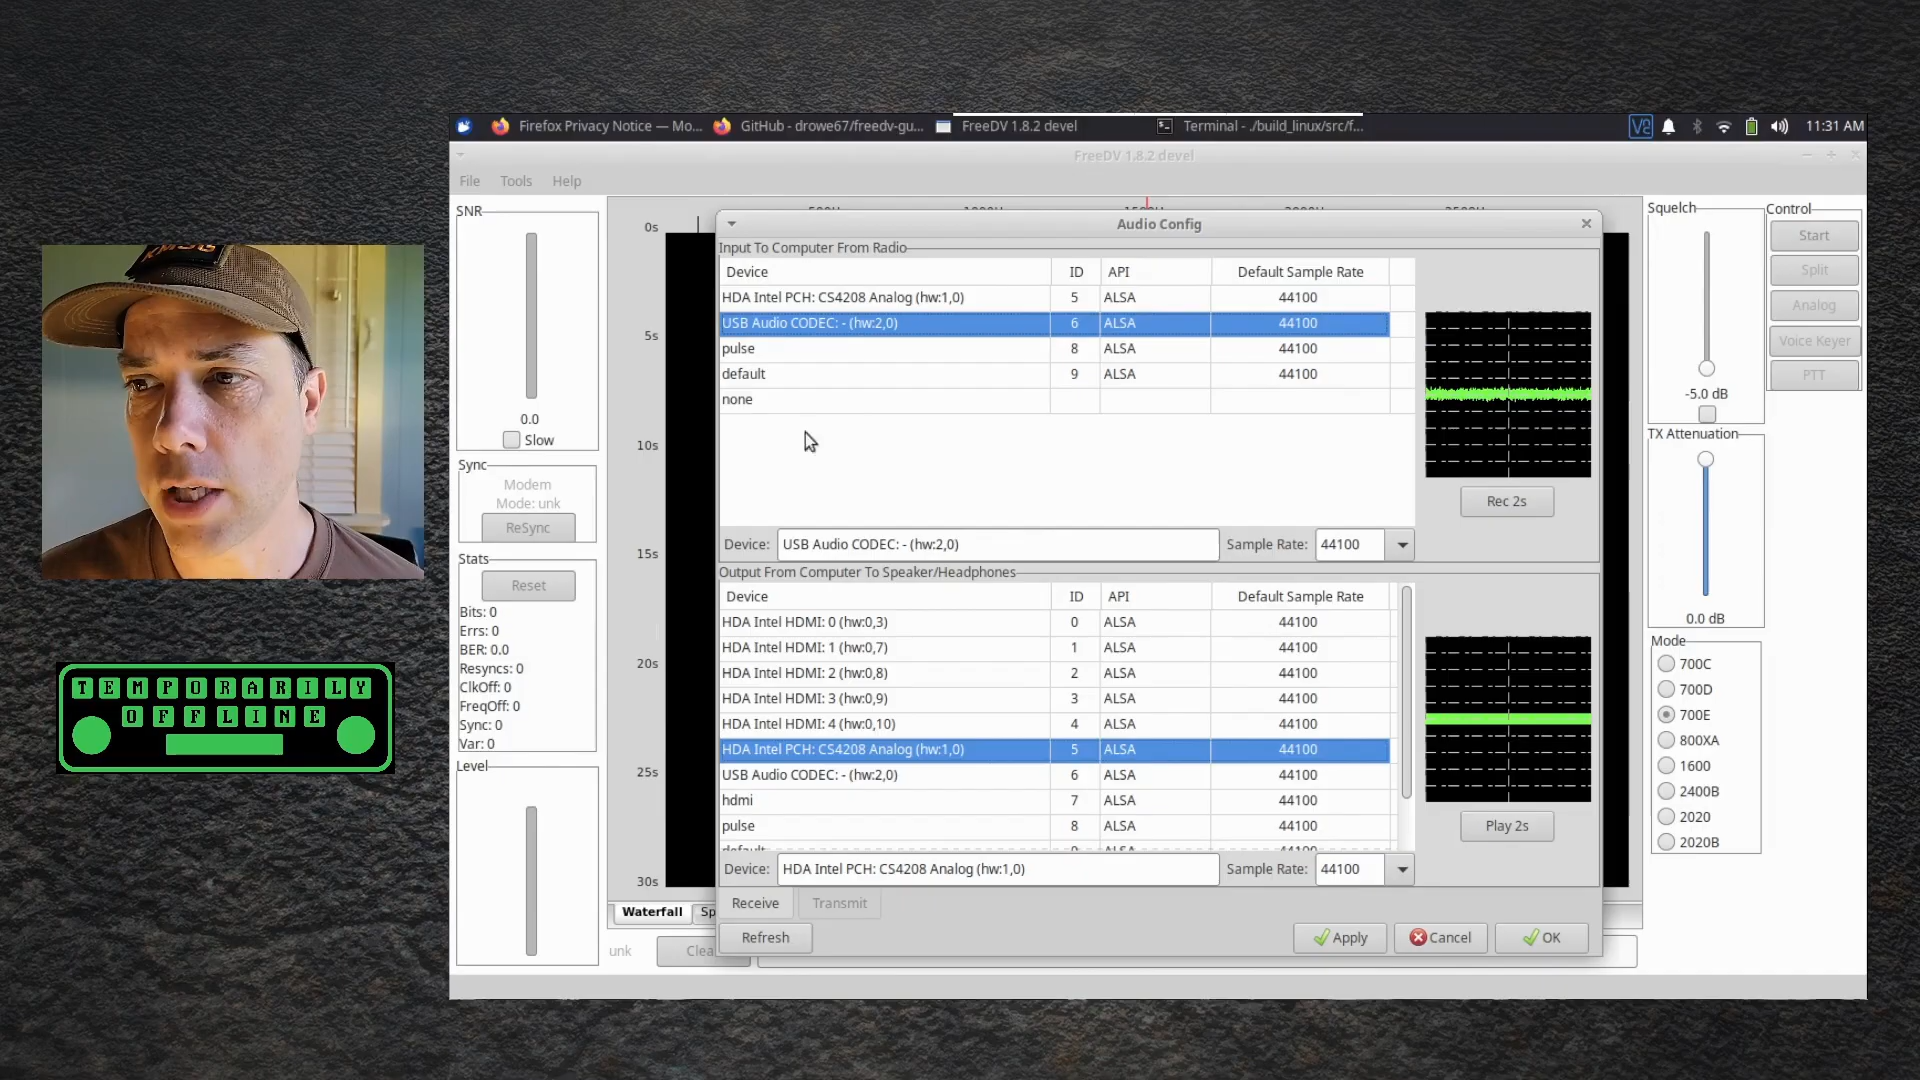 Firefox Privacy Notice — Mo...
GitHub - drowe67/freedv-gu...
FreeDV 1.8.2 devel
Terminal - ./build_linux/src/f...
11:31 AM
FreeDV 1.8.2 devel
File Tools Help
SNR
0.0
Slow
Sync
Modem
Mode: unk
ReSync
Stats
Reset
Bits: 0
Errs: 0
BER: 0.0
Resyncs: 0
ClkOff: 0
FreqOff: 0
Sync: 0
Var: 0
Level
0s
5s
10s
15s
20s
25s
30s
Audio Config
Input To Computer From Radio
Device ID API Default Sample Rate
HDA Intel PCH: CS4208 Analog (hw:1,0) 5 ALSA 44100
USB Audio CODEC: - (hw:2,0) 6 ALSA 44100
pulse 8 ALSA 44100
default 9 ALSA 44100
none
Rec 2s
Device: USB Audio CODEC: - (hw:2,0) Sample Rate: 44100
Output From Computer To Speaker/Headphones
Device ID API Default Sample Rate
HDA Intel HDMI: 0 (hw:0,3) 0 ALSA 44100
HDA Intel HDMI: 1 (hw:0,7) 1 ALSA 44100
HDA Intel HDMI: 2 (hw:0,8) 2 ALSA 44100
HDA Intel HDMI: 3 (hw:0,9) 3 ALSA 44100
HDA Intel HDMI: 4 (hw:0,10) 4 ALSA 44100
HDA Intel PCH: CS4208 Analog (hw:1,0) 5 ALSA 44100
USB Audio CODEC: - (hw:2,0) 6 ALSA 44100
hdmi 7 ALSA 44100
pulse 8 ALSA 44100
default 9 ALSA 44100
Play 2s
Device: HDA Intel PCH: CS4208 Analog (hw:1,0) Sample Rate: 44100
Receive Transmit
Refresh Apply Cancel OK
Waterfall Sp
unk Clea
Squelch
-5.0 dB
TX Attenuation
0.0 dB
Mode
700C
700D
700E
800XA
1600
2400B
2020
2020B
Control
Start
Split
Analog
Voice Keyer
PTT
TEMPORARILY
OFFLINE